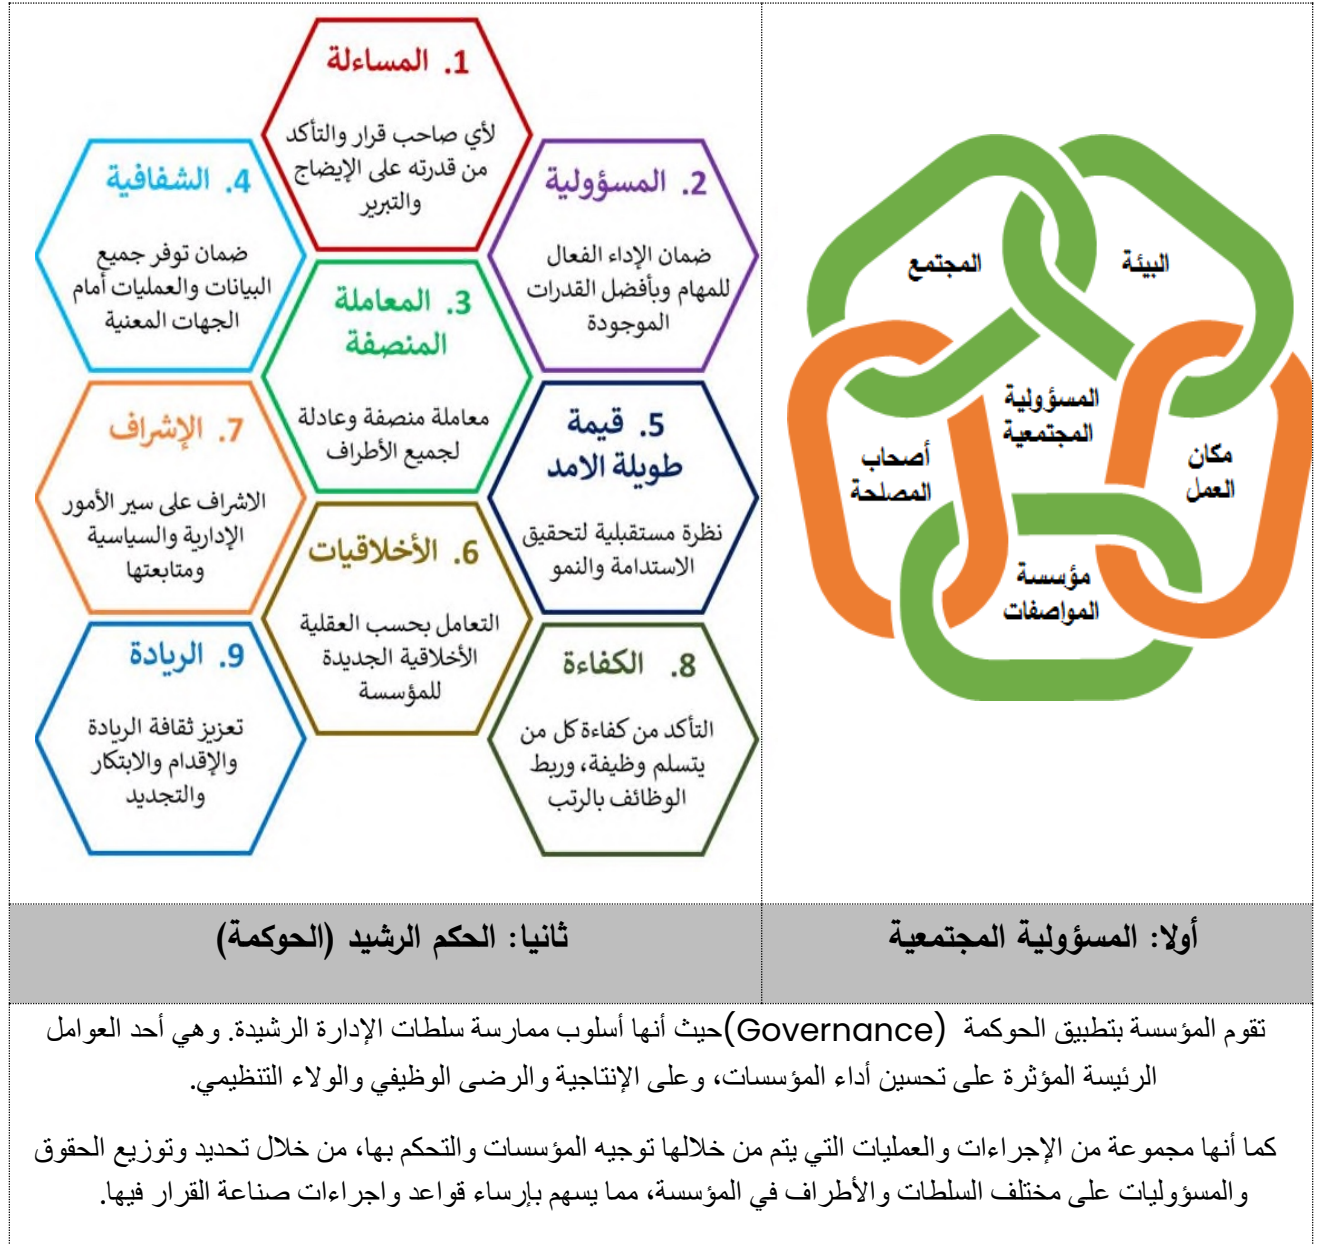 المجتمع
البيئة
المسؤولية
المجتمعية
أصحاب
المصلحة
مكان
العمل
مؤسسة
المواصفات
1. المساءلة
لأي صاحب قرار والتأكد
من قدرته على الإيضاح
والتبرير
2. المسؤولية
ضمان الإداء الفعال
للمهام وبأفضل القدرات
الموجودة
3. المعاملة
المنصفة
معاملة منصفة وعادلة
لجميع الأطراف
4. الشفافية
ضمان توفر جميع
البيانات والعمليات أمام
الجهات المعنية
5. قيمة
طويلة الامد
نظرة مستقبلية لتحقيق
الاستدامة والنمو
6. الأخلاقيات
التعامل بحسب العقلية
الأخلاقية الجديدة
للمؤسسة
7. الإشراف
الاشراف على سير الأمور
الإدارية والسياسية
ومتابعتها
8. الكفاءة
التأكد من كفاءة كل من
يتسلم وظيفة، وربط
الوظائف بالرتب
9. الريادة
تعزيز ثقافة الريادة
والإقدام والابتكار
والتجديد
أولا: المسؤولية المجتمعية
ثانيا: الحكم الرشيد (الحوكمة)
تقوم المؤسسة بتطبيق الحوكمة (Governance)حيث أنها أسلوب ممارسة سلطات الإدارة الرشيدة. وهي أحد العوامل
الرئيسة المؤثرة على تحسين أداء المؤسسات، وعلى الإنتاجية والرضى الوظيفي والولاء التنظيمي.
كما أنها مجموعة من الإجراءات والعمليات التي يتم من خلالها توجيه المؤسسات والتحكم بها، من خلال تحديد وتوزيع الحقوق
والمسؤوليات على مختلف السلطات والأطراف في المؤسسة، مما يسهم بإرساء قواعد واجراءات صناعة القرار فيها.